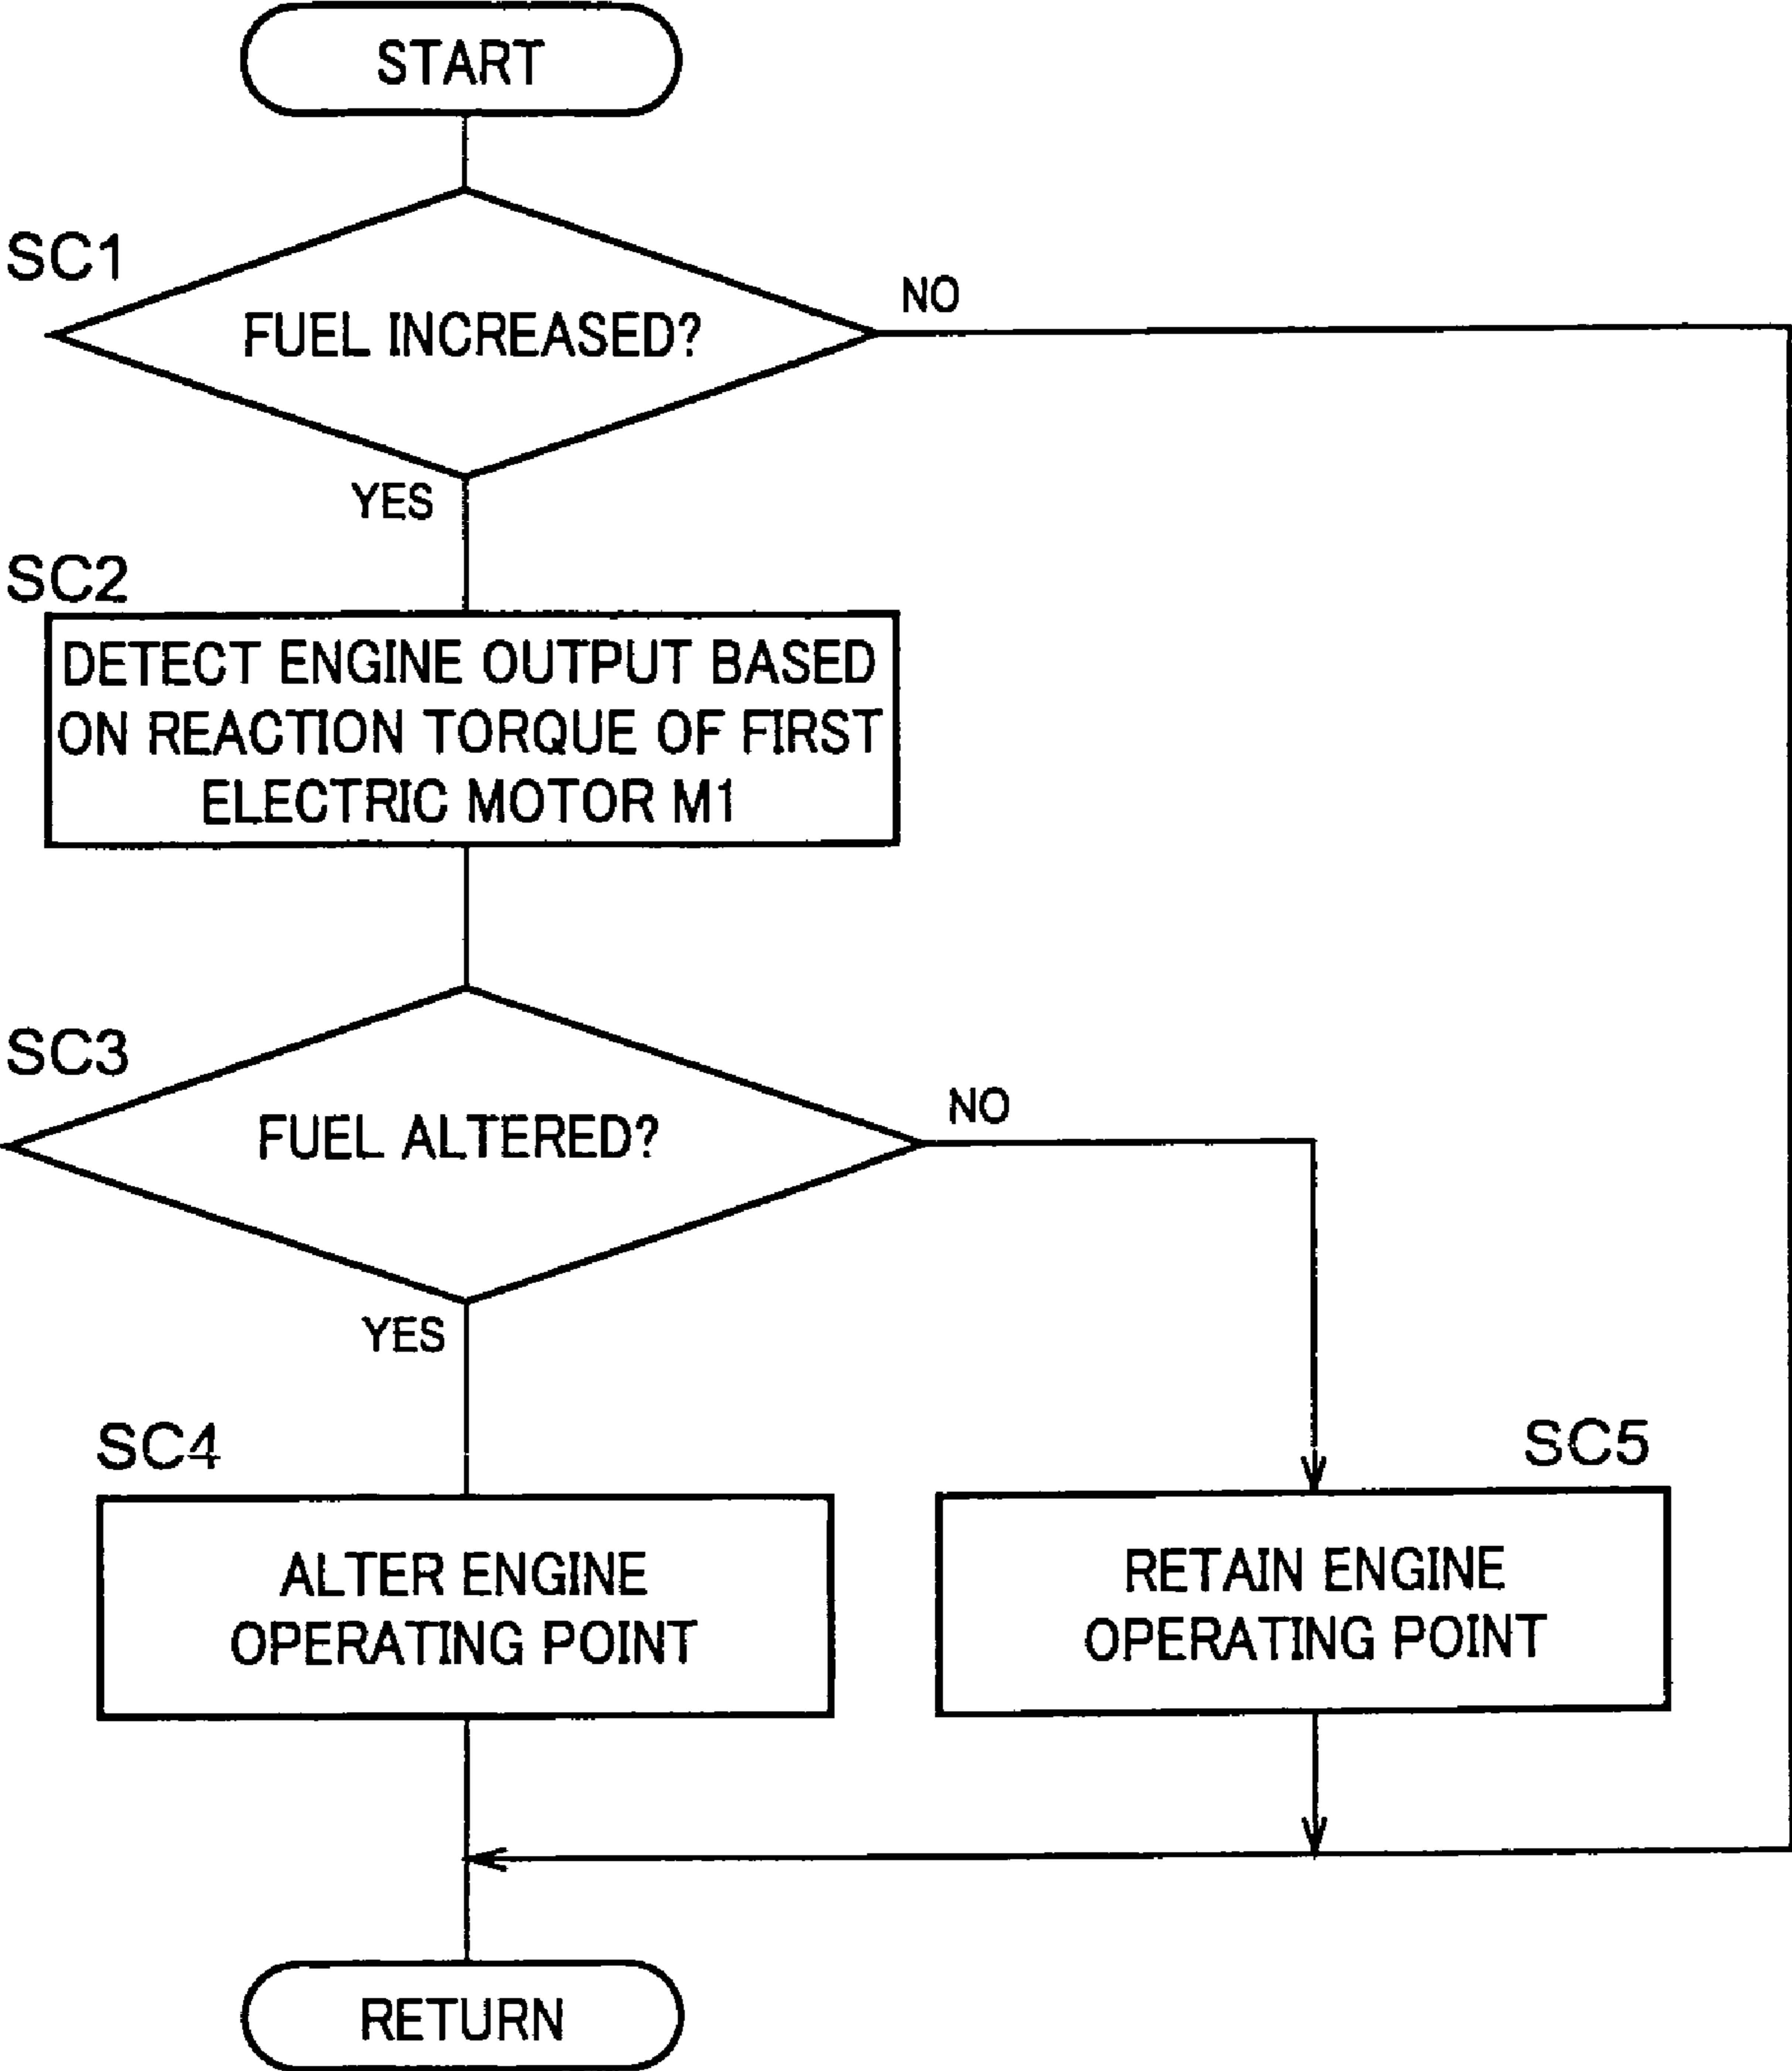 START
SC1
FUEL INCREASED?
NO
YES
SC2
DETECT ENGINE OUTPUT BASED
ON REACTION TORQUE OF FIRST
ELECTRIC MOTOR M1
SC3
FUEL ALTERED?
NO
YES
SC4
ALTER ENGINE
OPERATING POINT
SC5
RETAIN ENGINE
OPERATING POINT
RETURN